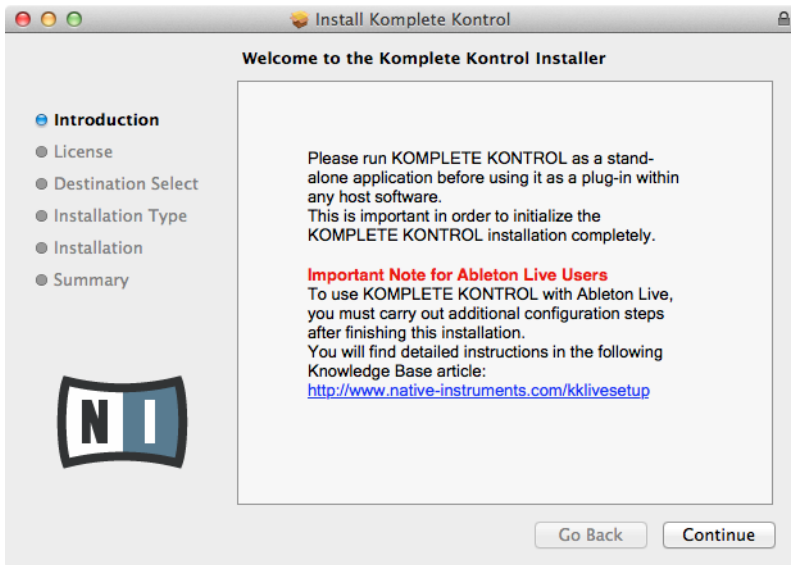 Install Komplete Kontrol
Welcome to the Komplete Kontrol Installer
Introduction
License
Destination Select
Installation Type
Installation
Summary
Please run KOMPLETE KONTROL as a stand-
alone application before using it as a plug-in within
any host software.
This is important in order to initialize the
KOMPLETE KONTROL installation completely.
Important Note for Ableton Live Users
To use KOMPLETE KONTROL with Ableton Live,
you must carry out additional configuration steps
after finishing this installation.
You will find detailed instructions in the following
Knowledge Base article:
http://www.native-instruments.com/kklivesetup
NI
Go Back
Continue